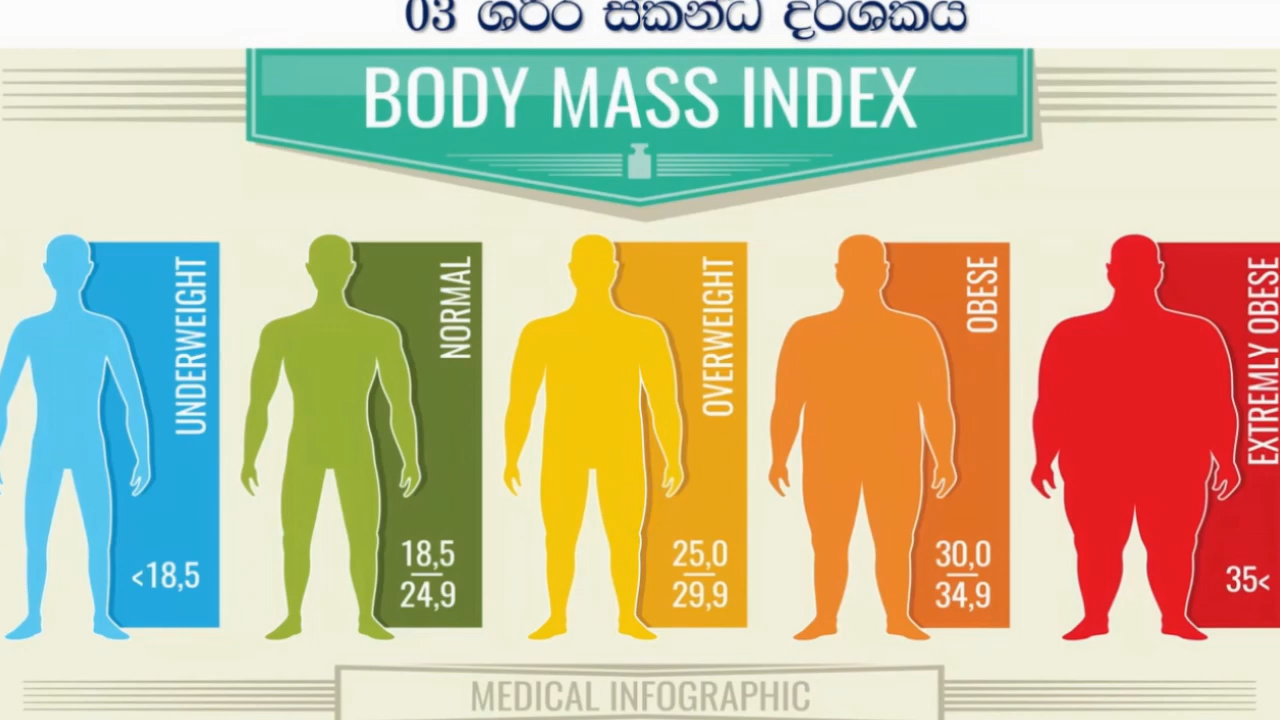 03 ශරීර ස්කන්ධ දර්ශකය
BODY MASS INDEX
UNDERWEIGHT
<18,5
NORMAL
18,5
24,9
OVERWEIGHT
25,0
29,9
OBESE
30,0
34,9
EXTREMLY OBESE
35<
MEDICAL INFOGRAPHIC